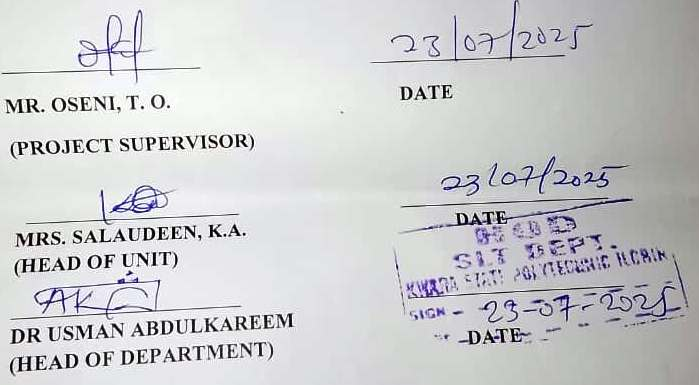 23/07/2025
MR. OSENI, T. O.
DATE
(PROJECT SUPERVISOR)
23/07/2025
MRS. SALAUDEEN, K.A.
DATE
(HEAD OF UNIT)
SLT DEPT.
KWARA STATE POLYTECHNIC ILORIN
AK
SIGN - 23-07-2025
DR USMAN ABDULKAREEM
DATE
(HEAD OF DEPARTMENT)